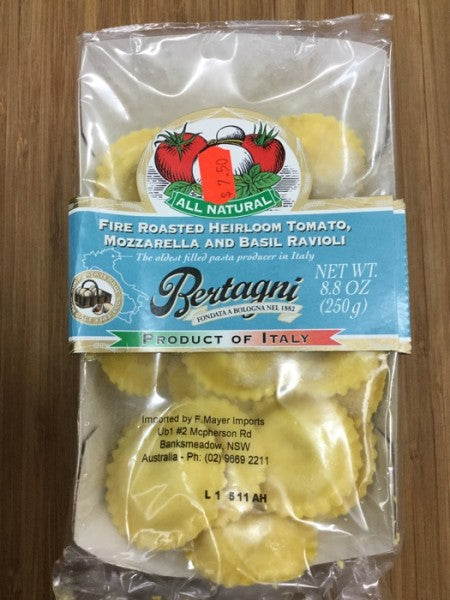 $ 7.50
ALL NATURAL
FIRE ROASTED HEIRLOOM TOMATO,
MOZZARELLA AND BASIL RAVIOLI
The oldest filled pasta producer in Italy
Bertagni
FONDATA A BOLOGNA NEL 1882
NET WT.
8.8 OZ
(250g)
PRODUCT OF ITALY
Imported by F.Mayer Imports
Ub1 #2 Mcpherson Rd
Banksmeadow, NSW
Australia - Ph: (02) 9669 2211
L 1 511 AH